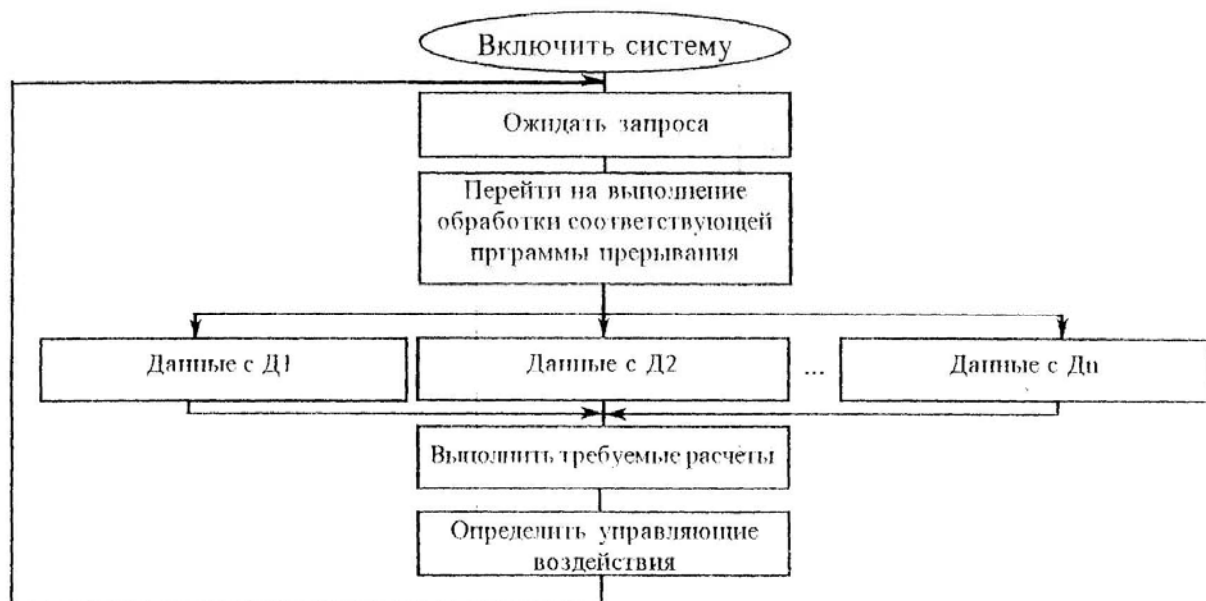 Включить систему
Ожидать запроса
Перейти на выполнение
обработки соответствующей
прграммы прерывания
Данные с Д1
Данные с Д2
...
Данные с Дn
Выполнить требуемые расчёты
Определить управляющие
воздействия